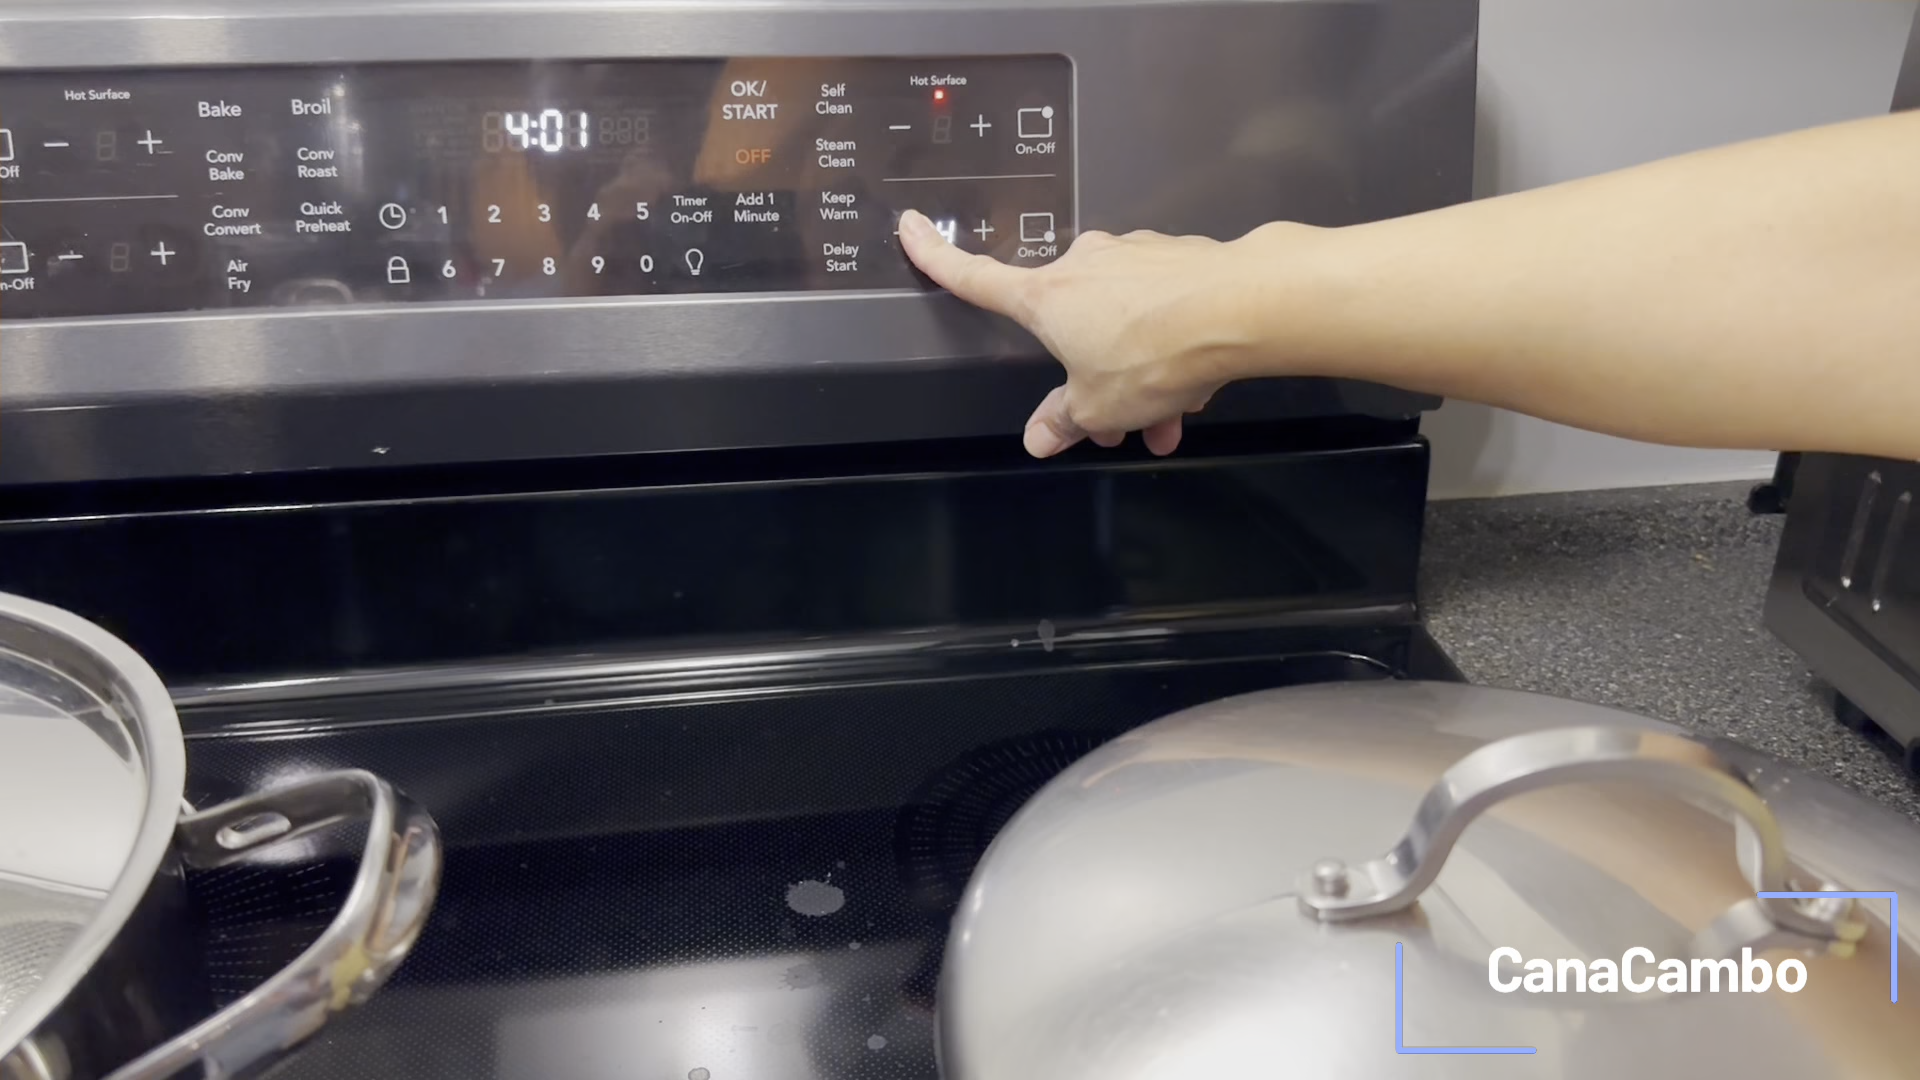 Hot Surface
Off
n-Off
Bake
Broil
Conv
Bake
Conv
Roast
Conv
Convert
Quick
Preheat
Air
Fry
4:01
1 2 3 4 5
6 7 8 9 0
Timer
On-Off
OK/
START
OFF
Add 1
Minute
Self
Clean
Steam
Clean
Keep
Warm
Delay
Start
Hot Surface
On-Off
On-Off
CanaCambo